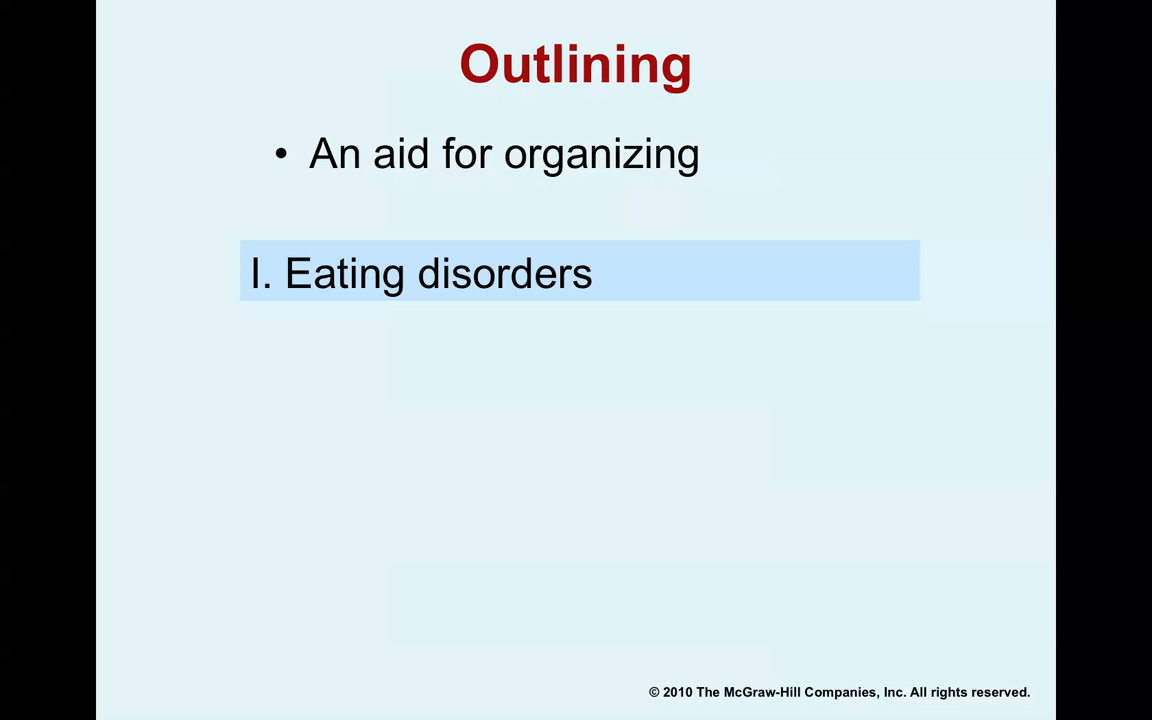 Outlining
• An aid for organizing
I. Eating disorders
© 2010 The McGraw-Hill Companies, Inc. All rights reserved.